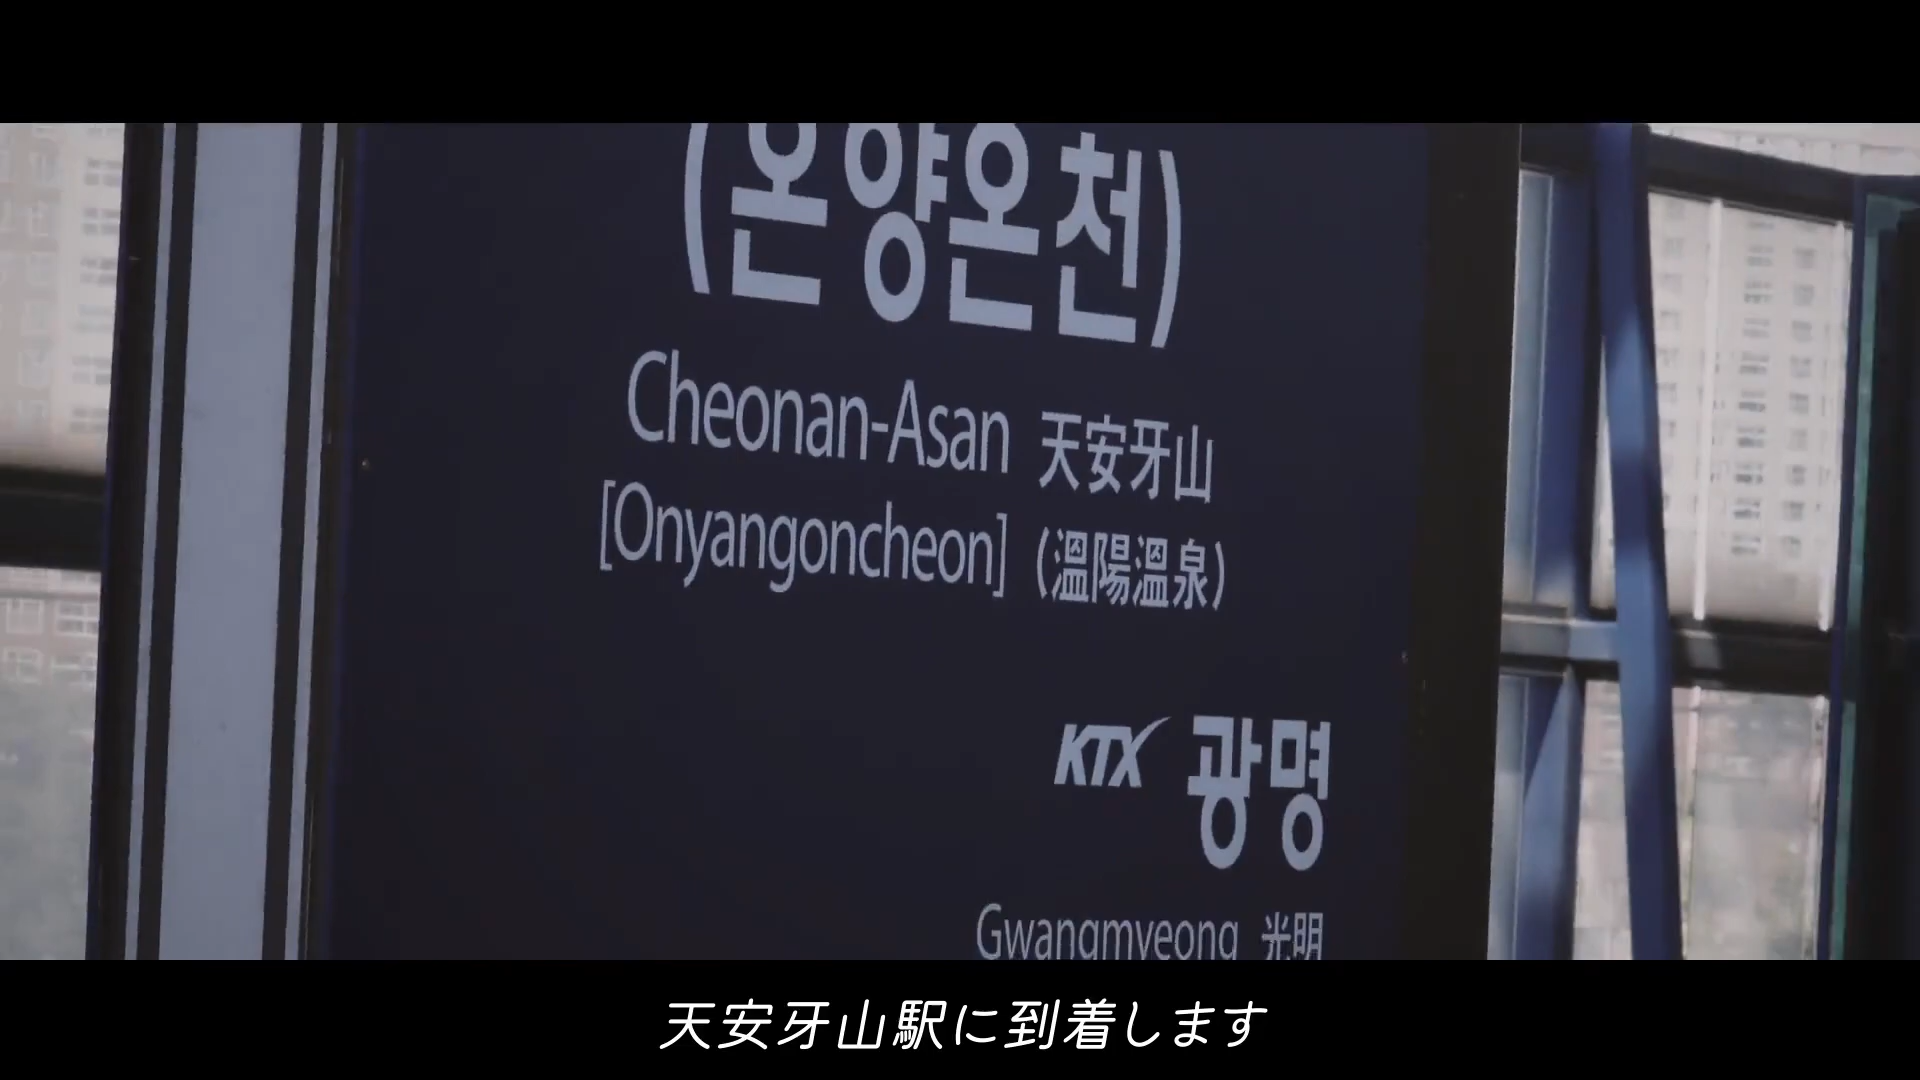 (온양온천)
Cheonan-Asan 天安牙山
[Onyangoncheon] (溫陽溫泉)
KTX 광명
Gwangmyeong 光明
天安牙山駅に到着します